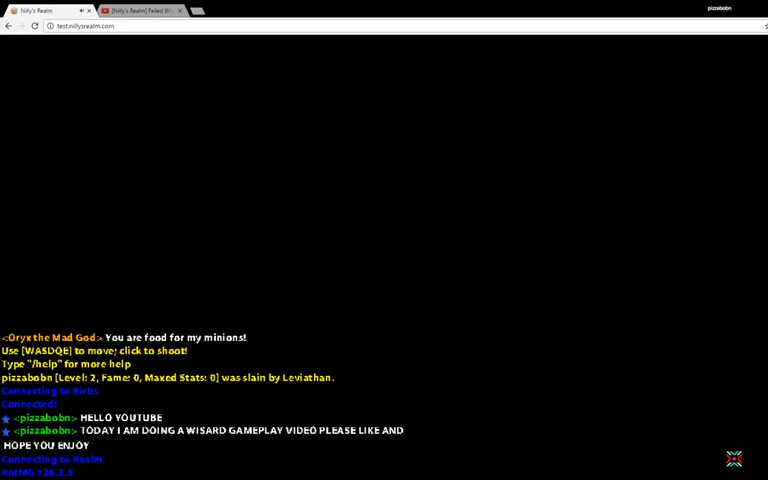 Nilly's Realm
[Nilly's Realm] Failed Wi
pizzabobn
test.nillysrealm.com
<Oryx the Mad God> You are food for my minions!
Use [WASDQE] to move; click to shoot!
Type "/help" for more help
pizzabobn [Level: 2, Fame: 0, Maxed Stats: 0] was slain by Leviathan.
Connecting to Birbs
Connected!
<pizzabobn> HELLO YOUTUBE
<pizzabobn> TODAY I AM DOING A WISARD GAMEPLAY VIDEO PLEASE LIKE AND
HOPE YOU ENJOY
Connecting to Realm
RotMG #26.2.5